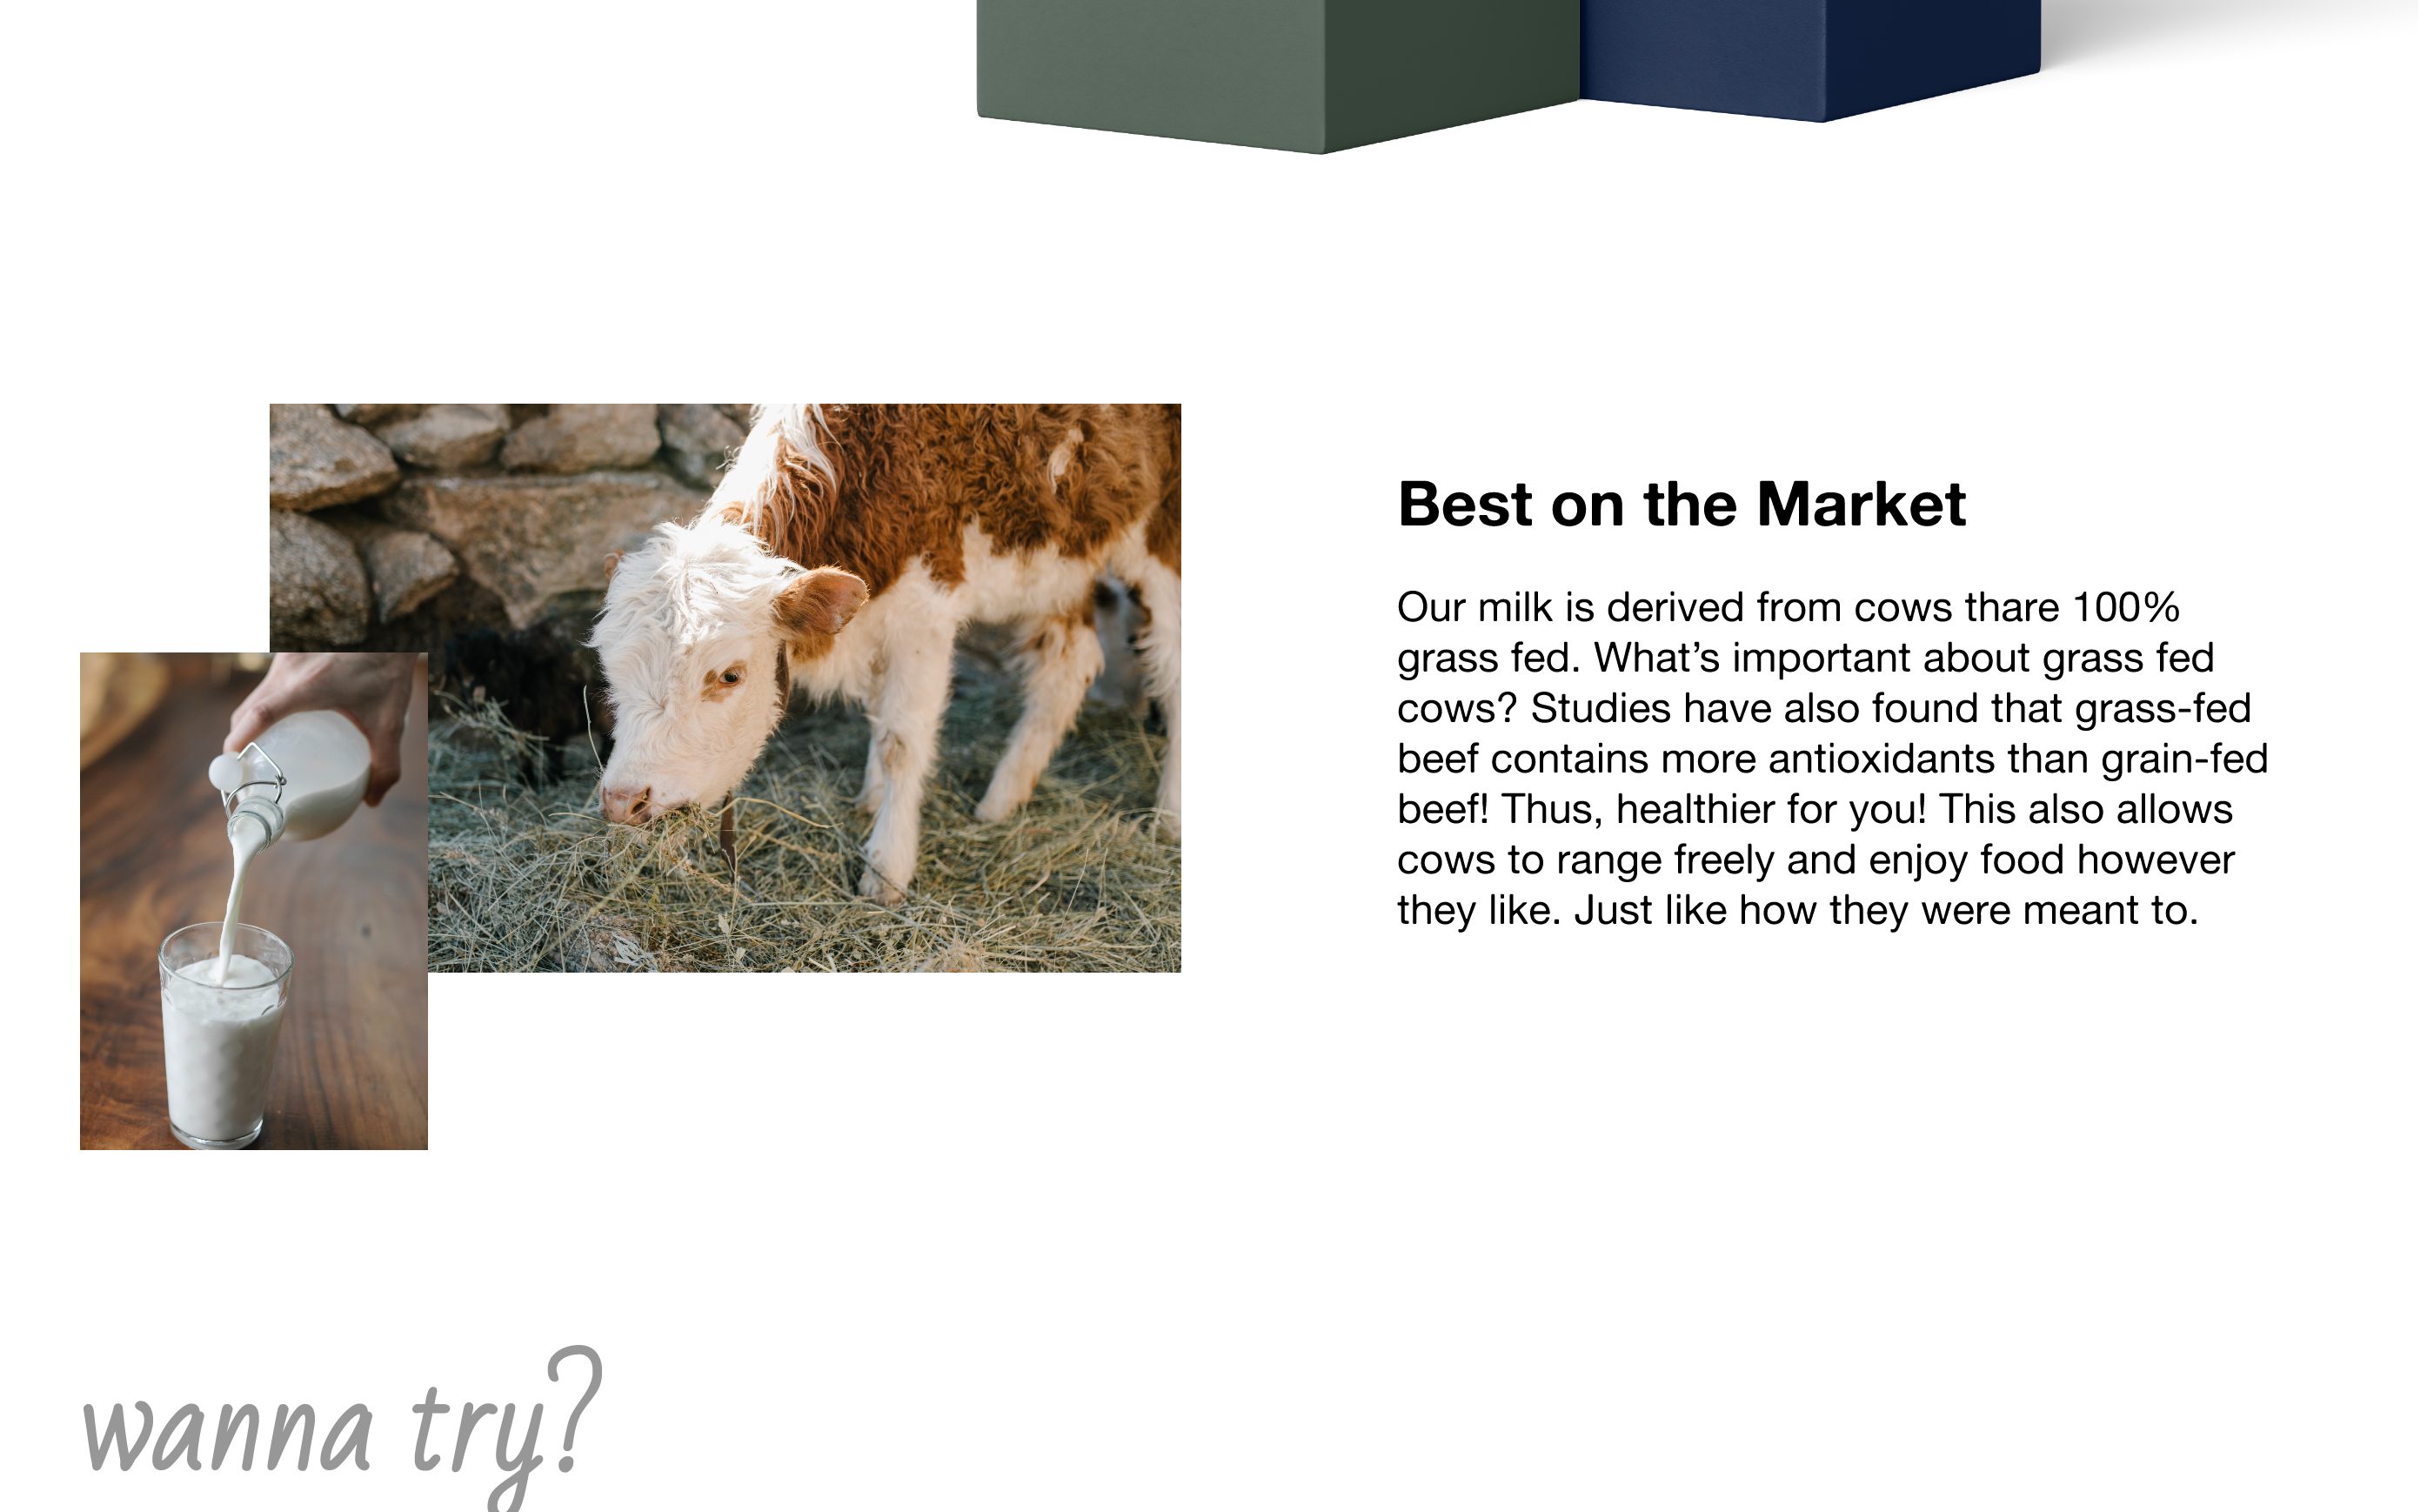 Best on the Market
Our milk is derived from cows thare 100%
grass fed. What’s important about grass fed
cows? Studies have also found that grass-fed
beef contains more antioxidants than grain-fed
beef! Thus, healthier for you! This also allows
cows to range freely and enjoy food however
they like. Just like how they were meant to.
wanna try?